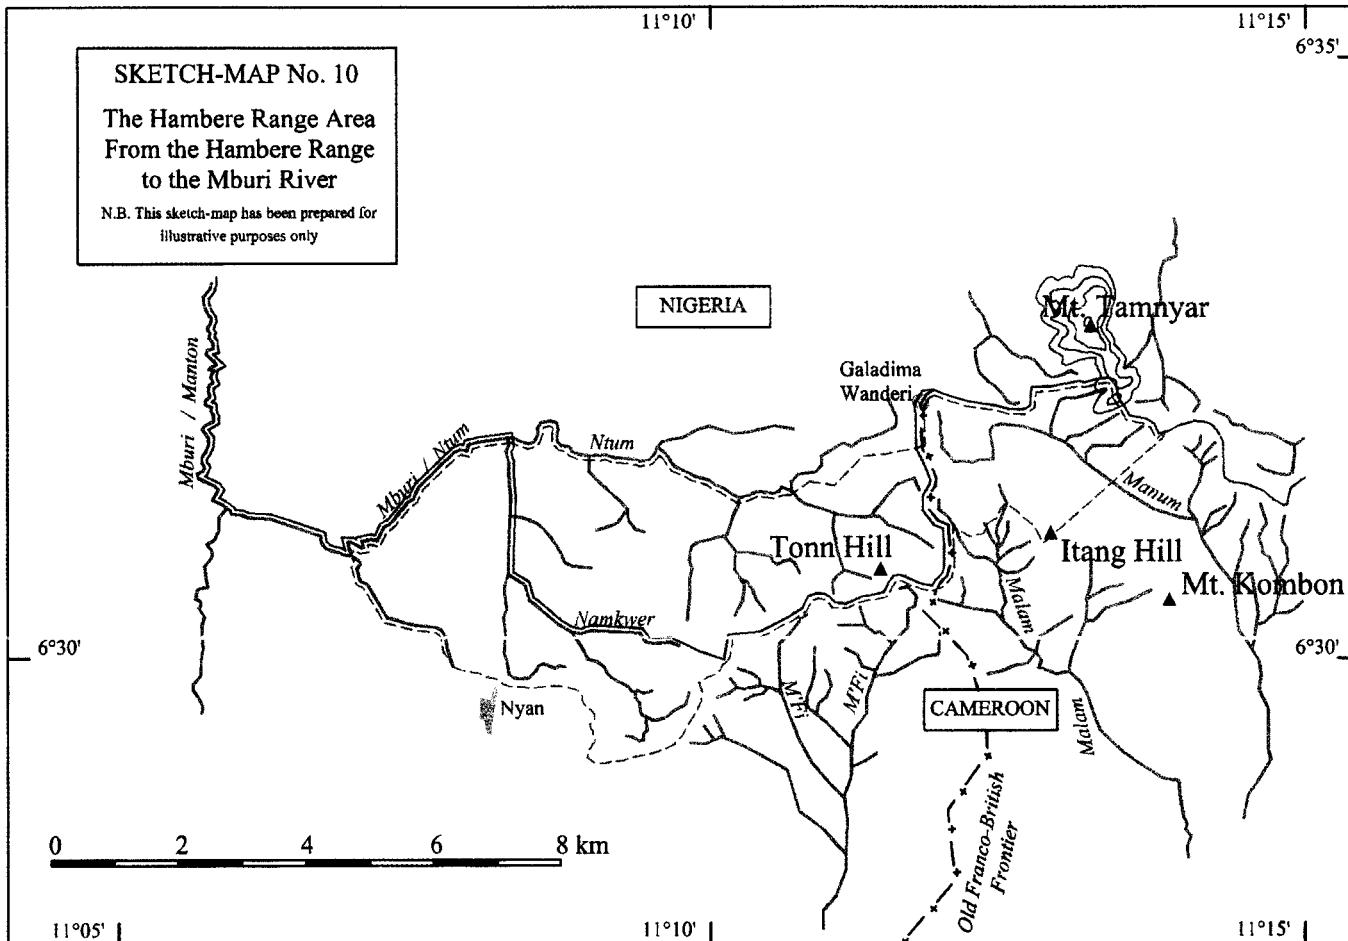 11°10'
11°15'
6°35'
SKETCH-MAP No. 10
The Hambere Range Area
From the Hambere Range
to the Mburi River
N.B. This sketch-map has been prepared for
illustrative purposes only
NIGERIA
Mt. Tamnyar
Galadima
Wanderi
Mburi / Manton
Mburi / Ntum
Ntum
Manum
Tonn Hill
Itang Hill
Mt. Kombon
Malam
Namkwer
6°30'
6°30'
M'Fi
M'Fi
CAMEROON
Nyan
Malam
Old Franco-British
Frontier
0 2 4 6 8 km
11°05'
11°10'
11°15'